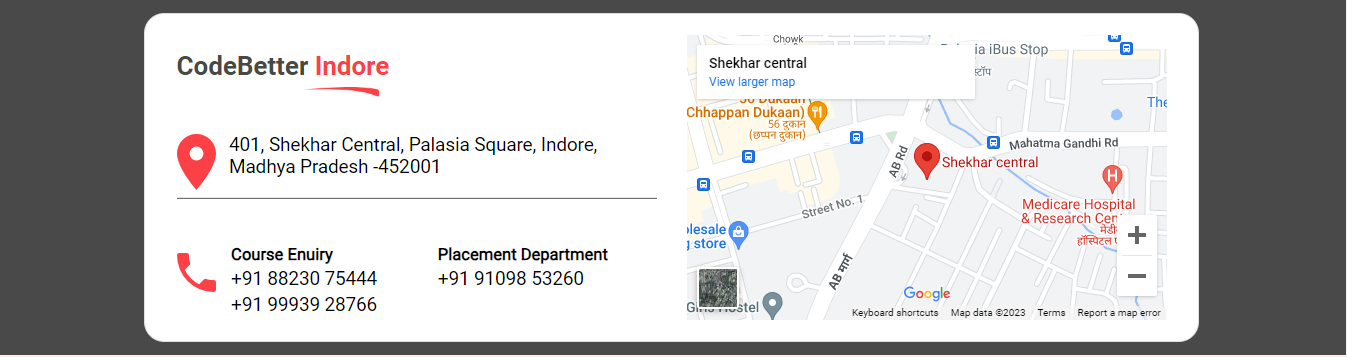 CodeBetter Indore
401, Shekhar Central, Palasia Square, Indore,
Madhya Pradesh -452001
Course Enuiry
+91 88230 75444
+91 99939 28766
Placement Department
+91 91098 53260
Chowk
iBus Stop
Shekhar central
View larger map
56 Dukaan
Chhappan Dukaan)
56 दुकान
(छप्पन दुकान)
The
Mahatma Gandhi Rd
AB Rd
Shekhar central
Street No. 1
Medicare Hospital
& Research
हॉस्पिटल
olesale
g store
AB मार्ग
Girls Hostel
Google
Keyboard shortcuts
Map data ©2023
Terms
Report a map error